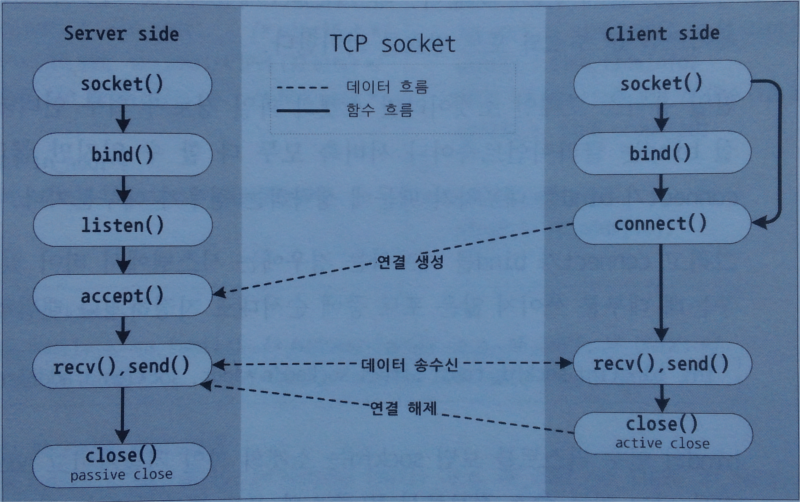 Server side
TCP socket
Client side
데이터 흐름
함수 흐름
socket()
bind()
listen()
accept()
recv(),send()
close()
passive close
socket()
bind()
connect()
recv(),send()
close()
active close
연결 생성
데이터 송수신
연결 해제